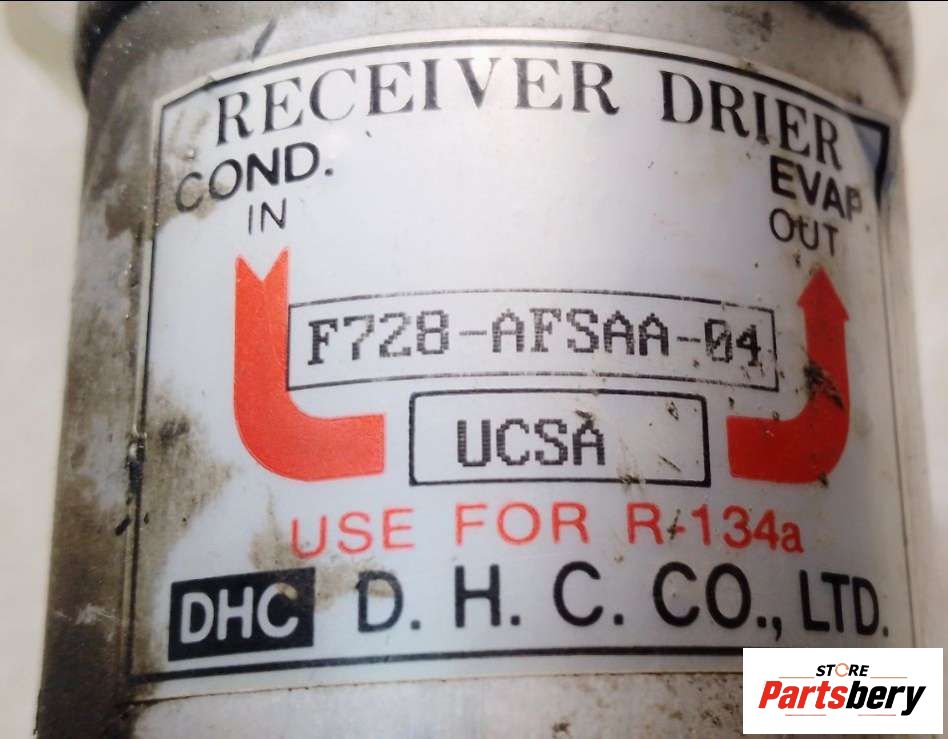 RECEIVER DRIER
COND. EVAP
IN OUT
F728-AFSAA-04
UCSA
USE FOR R-134a
DHC D. H. C. CO., LTD.
STORE
Partsbery